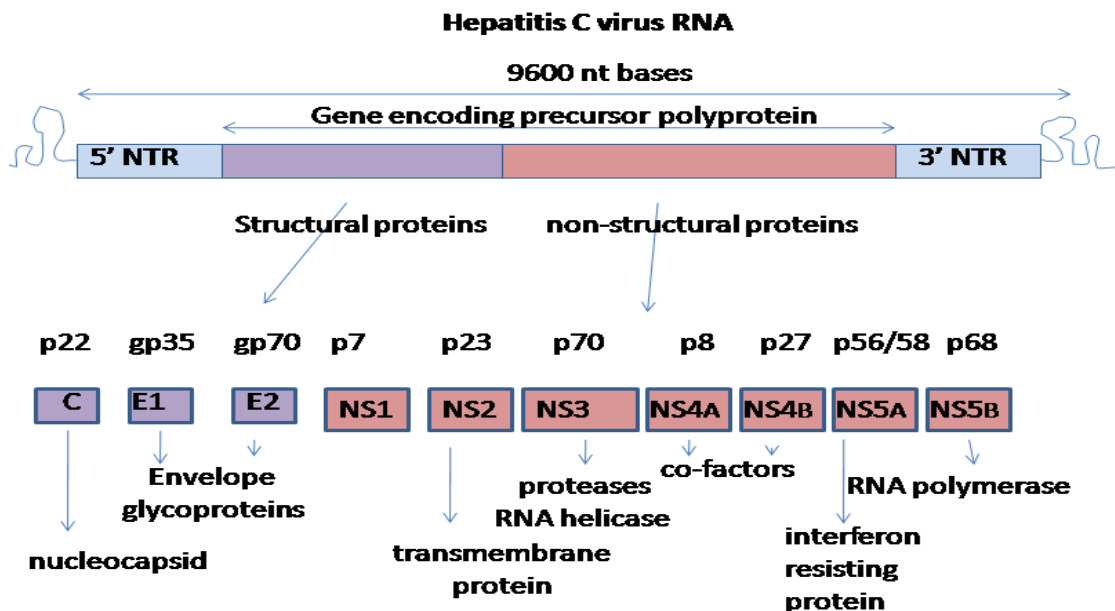 Hepatitis C virus RNA
9600 nt bases
Gene encoding precursor polyprotein
5’ NTR 3’ NTR
Structural proteins non-structural proteins
p22 gp35 gp70 p7 p23 p70 p8 p27 p56/58 p68
C E1 E2 NS1 NS2 NS3 NS4A NS4B NS5A NS5B
Envelope
glycoproteins
nucleocapsid
transmembrane
protein
proteases
RNA helicase
co-factors
interferon
resisting
protein
RNA polymerase